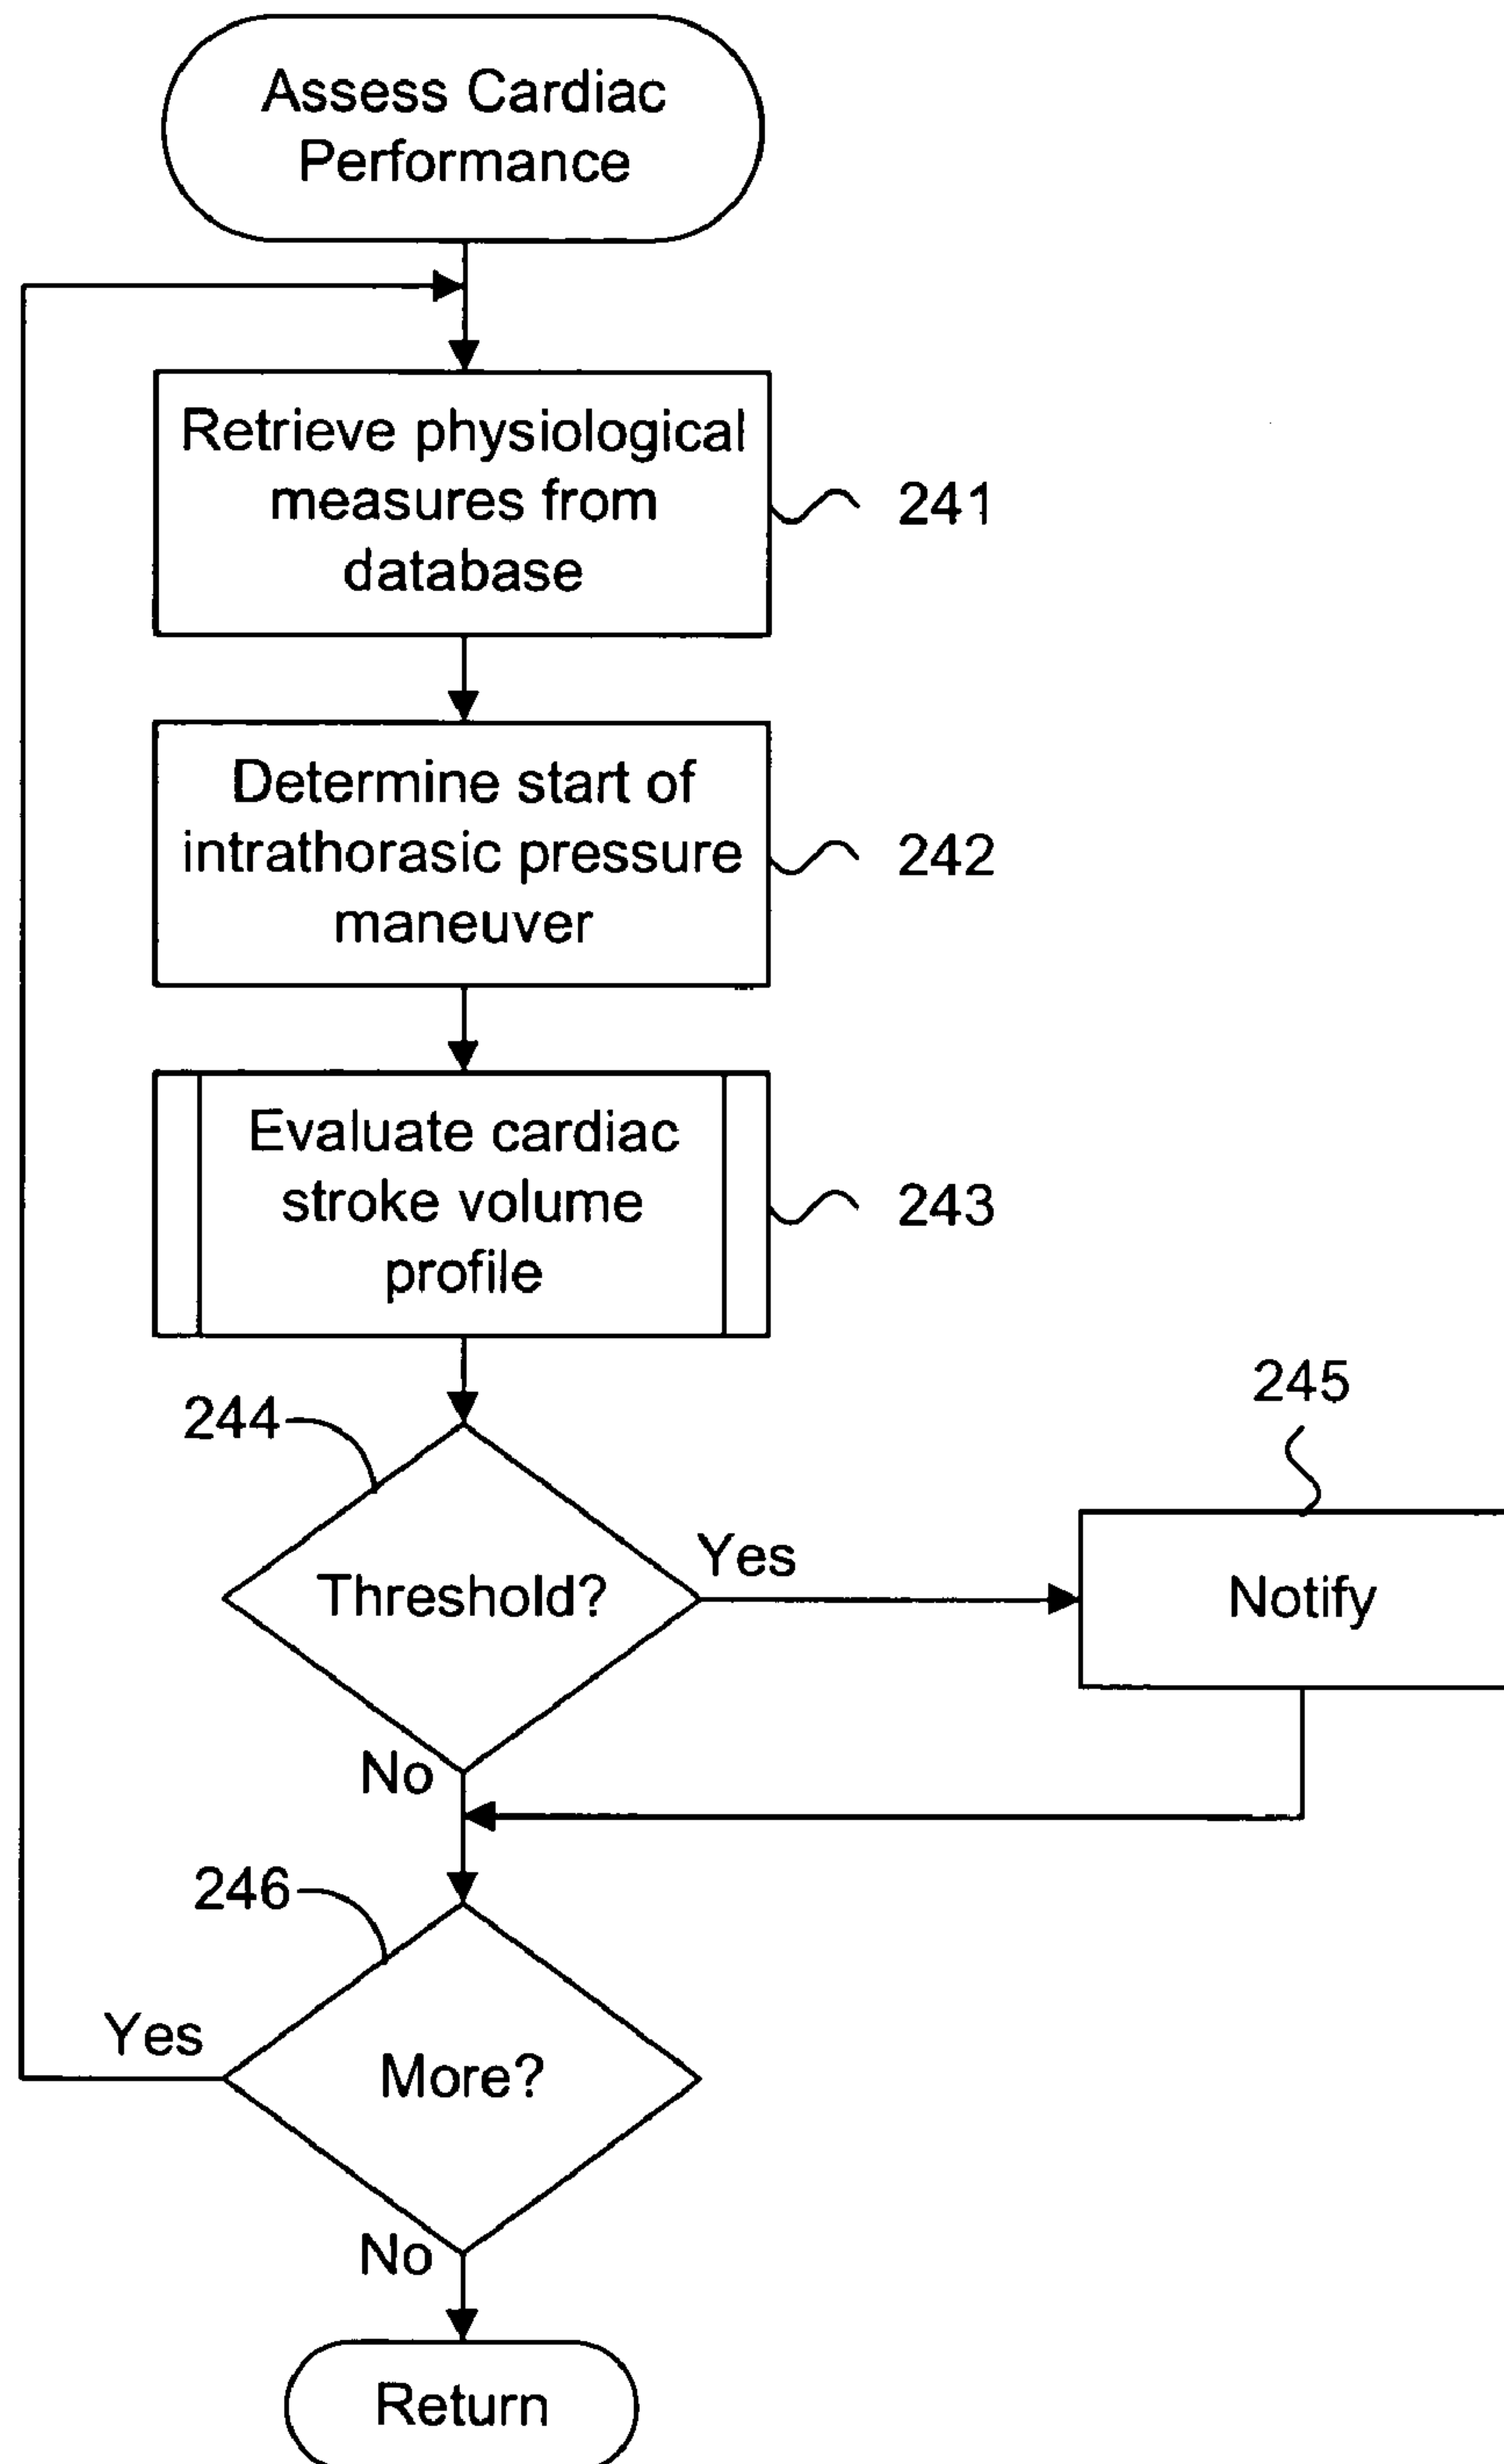 Assess Cardiac
Performance
Retrieve physiological
measures from
database
241
Determine start of
intrathorasic pressure
maneuver
242
Evaluate cardiac
stroke volume
profile
243
244
Threshold?
Yes
245
Notify
No
246
More?
Yes
No
Return